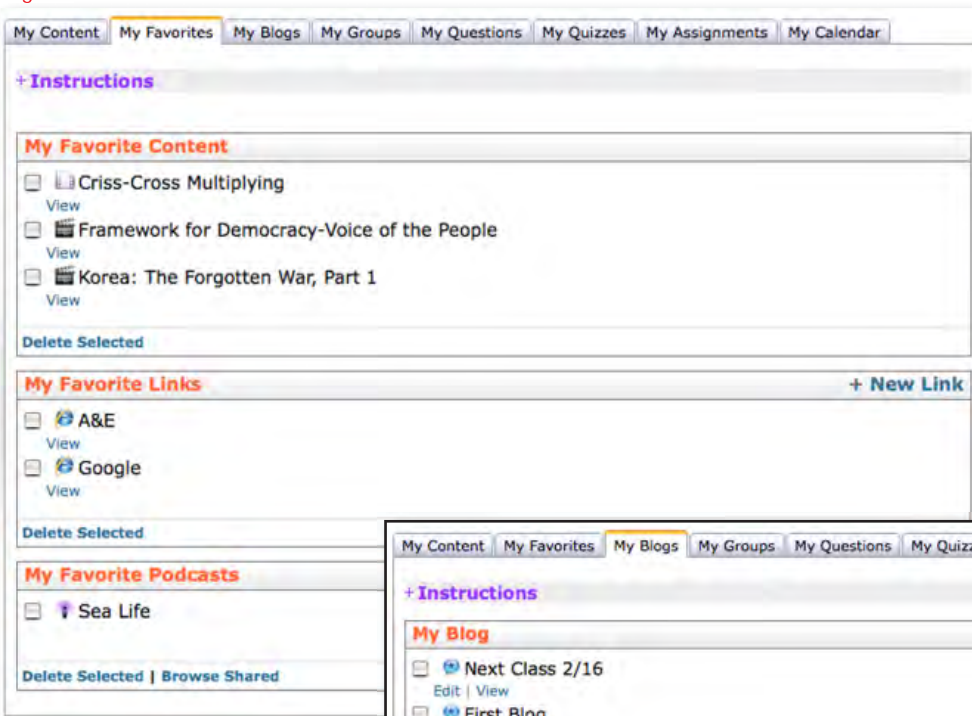 My Content My Favorites My Blogs My Groups My Questions My Quizzes My Assignments My Calendar
+Instructions
My Favorite Content
Criss-Cross Multiplying
View
Framework for Democracy-Voice of the People
View
Korea: The Forgotten War, Part 1
View
Delete Selected
My Favorite Links + New Link
A&E
View
Google
View
Delete Selected
My Favorite Podcasts
Sea Life
Delete Selected | Browse Shared
My Content My Favorites My Blogs My Groups My Questions My Quizz
+Instructions
My Blog
Next Class 2/16
Edit | View
First Blog